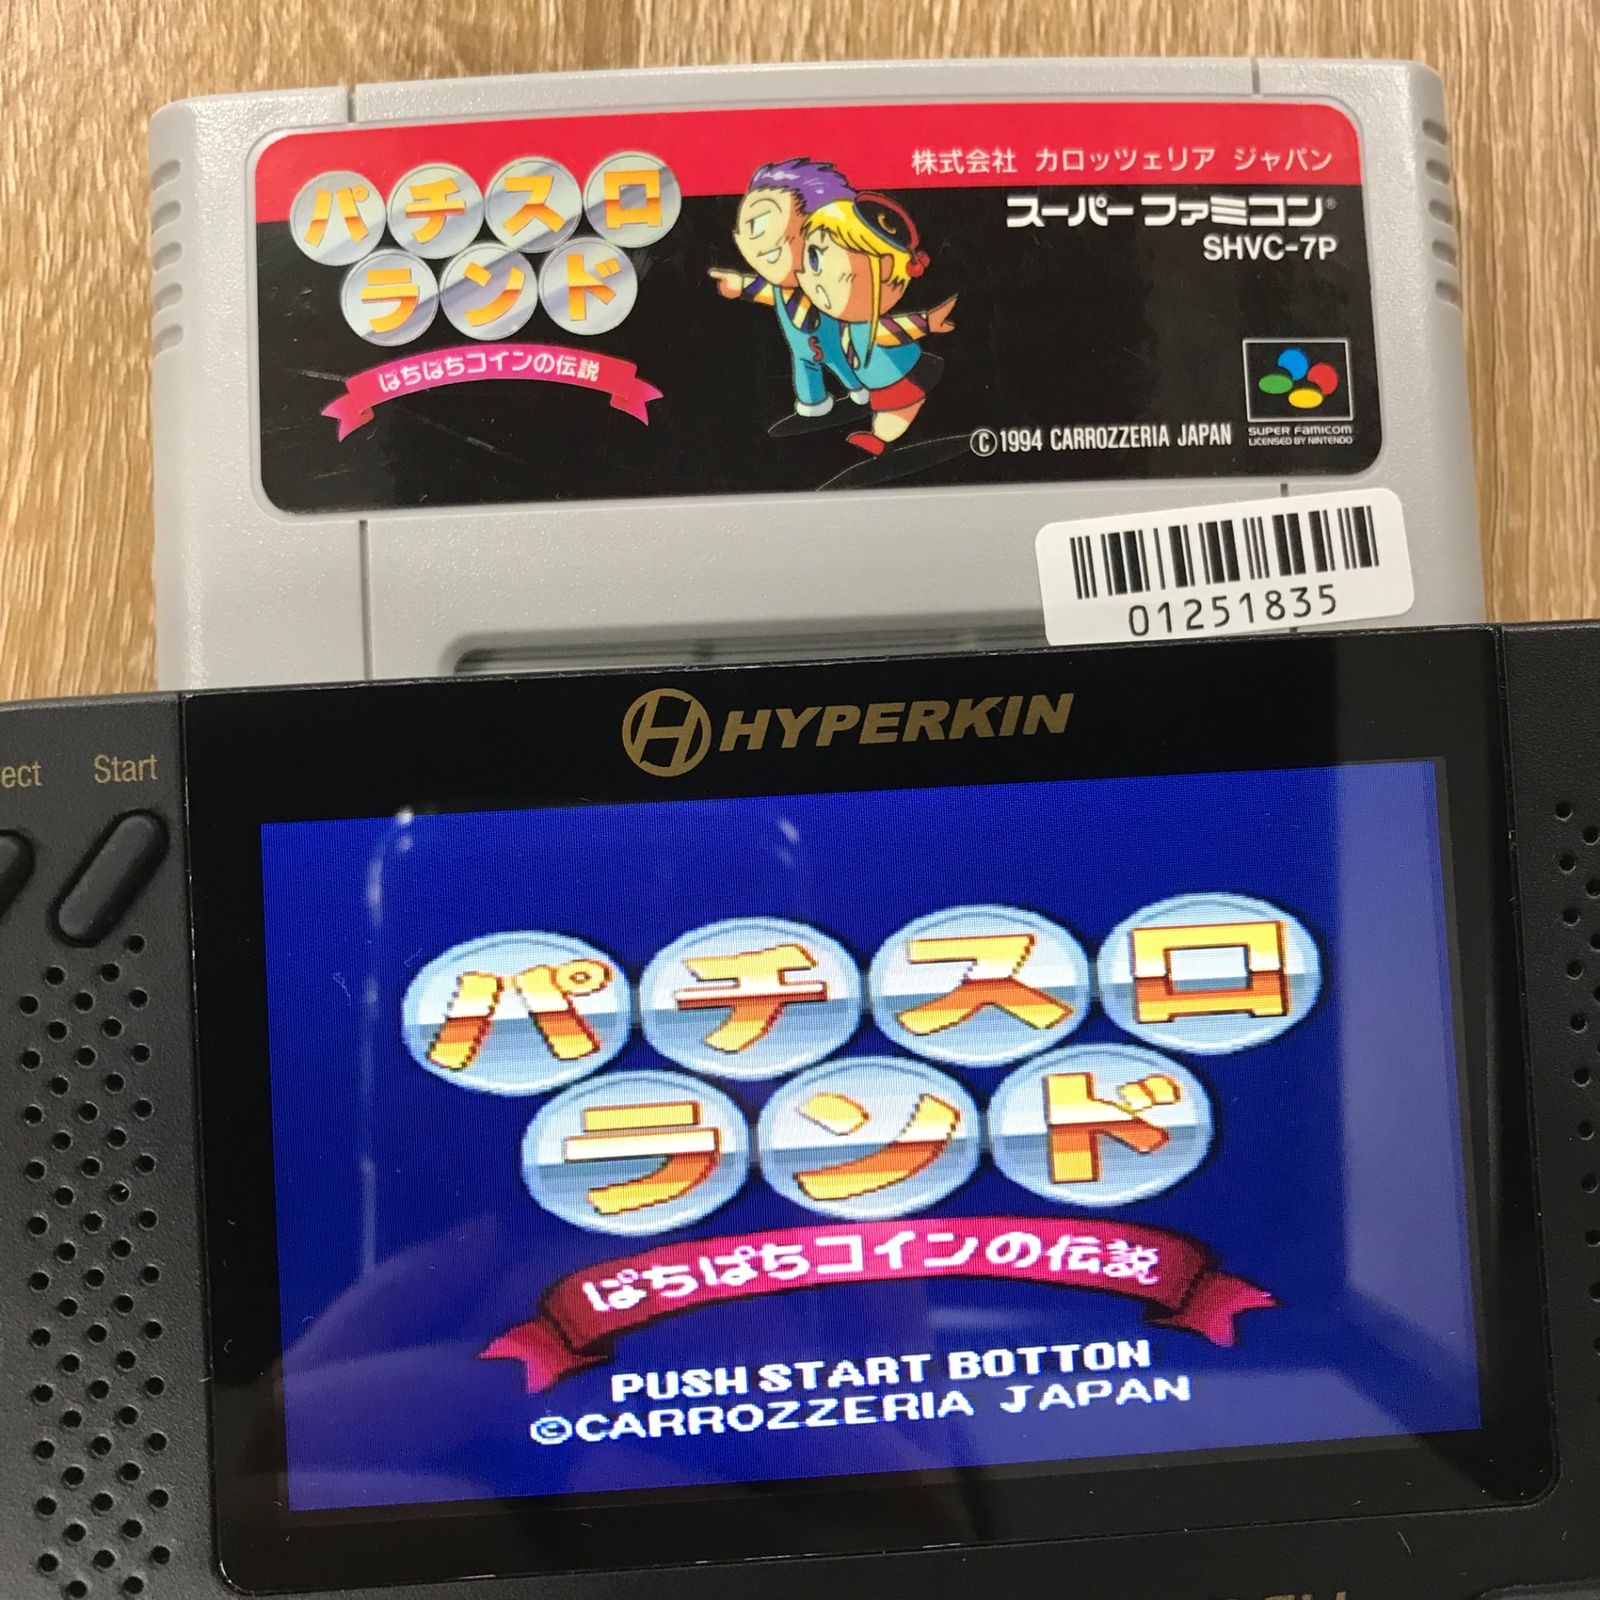 株式会社 カロッツェリア ジャパン
パチスロ
ランド
ぱちぱちコインの伝説
スーパーファミコン®
SHVC-7P
S
©1994 CARROZZERIA JAPAN
SUPER FAMICOM
LICENSED BY NINTENDO
01251835
H HYPERKIN
ect
Start
パチスロ
ランド
ぱちぱちコインの伝説
PUSH START BOTTON
©CARROZZERIA JAPAN